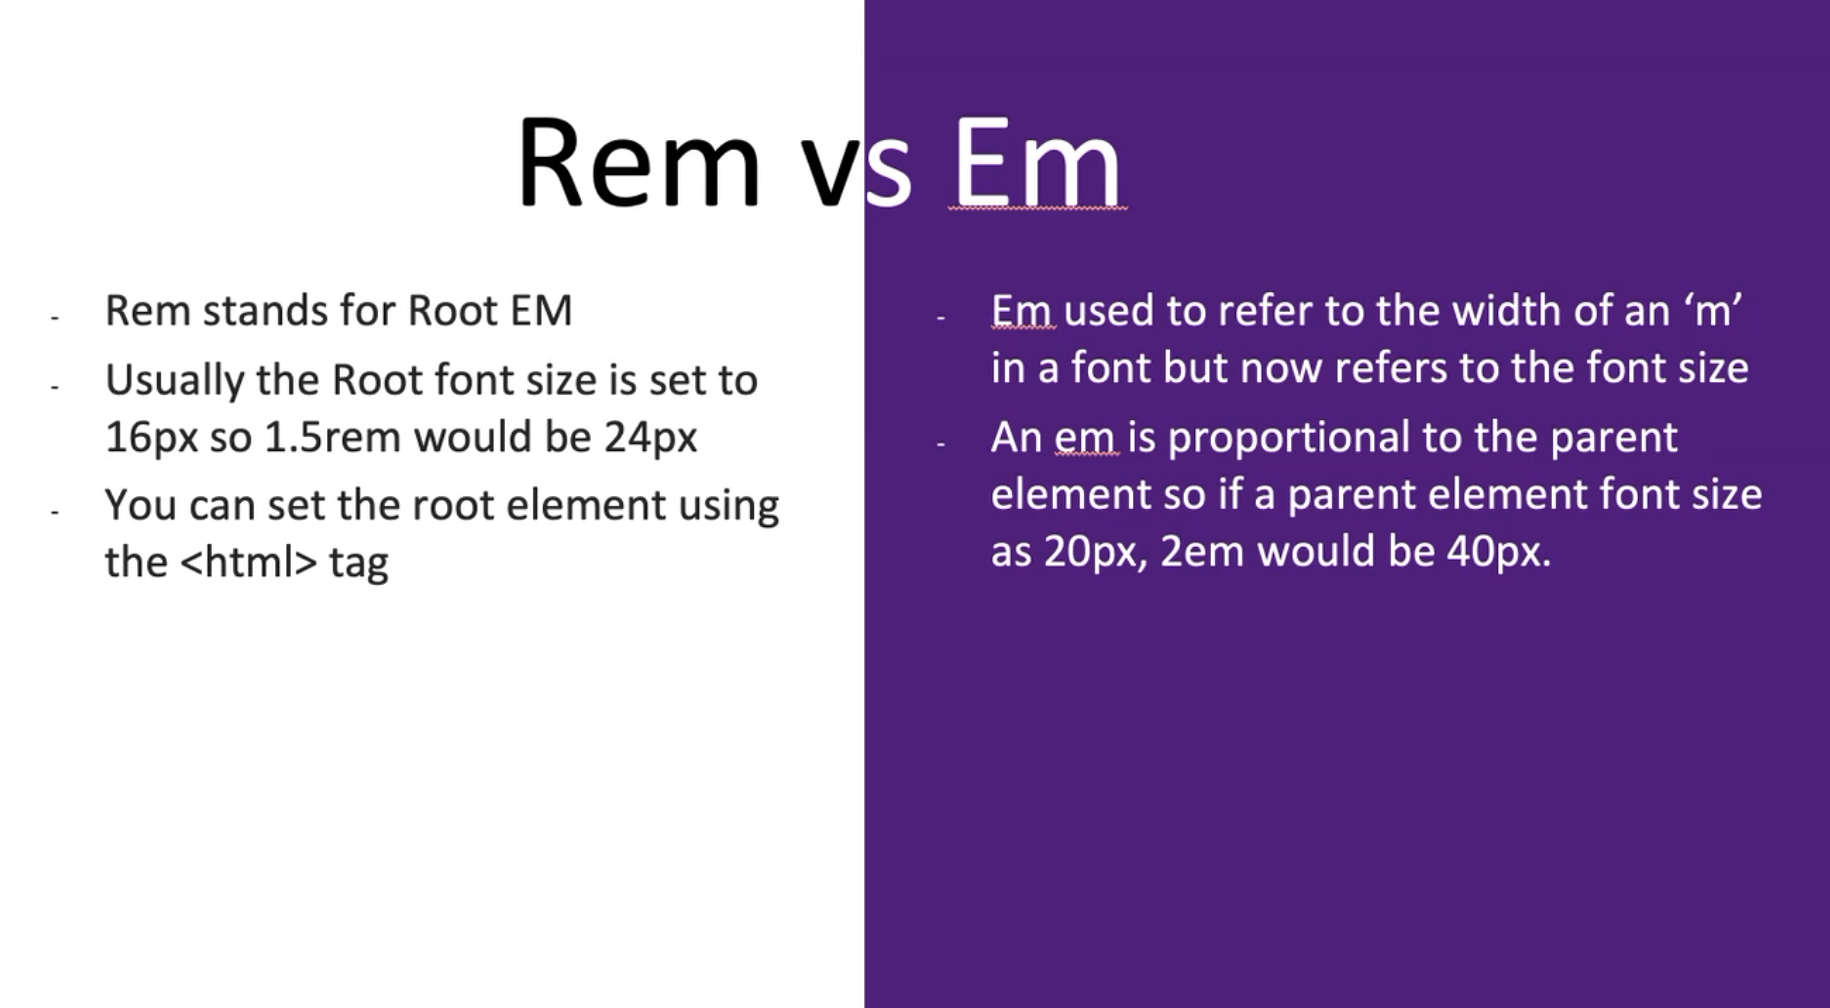 Rem vs Em
- Rem stands for Root EM
- Usually the Root font size is set to
16px so 1.5rem would be 24px
- You can set the root element using
the <html> tag
- Em used to refer to the width of an ‘m’
in a font but now refers to the font size
- An em is proportional to the parent
element so if a parent element font size
as 20px, 2em would be 40px.